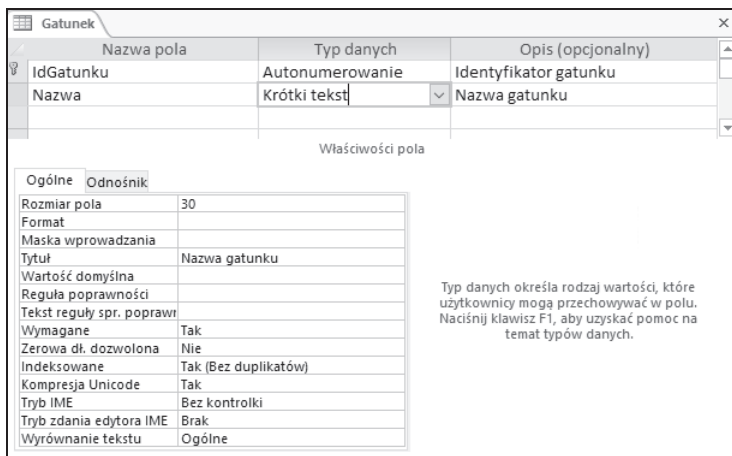 Gatunek
Nazwa pola Typ danych Opis (opcjonalny)
IdGatunku Autonumerowanie Identyfikator gatunku
Nazwa Krótki tekst Nazwa gatunku
Właściwości pola
Ogólne Odnośnik
Rozmiar pola 30
Format
Maska wprowadzania
Tytuł Nazwa gatunku
Wartość domyślna
Reguła poprawności
Tekst reguły spr. poprawn
Wymagane Tak
Zerowa dł. dozwolona Nie
Indeksowane Tak (Bez duplikatów)
Kompresja Unicode Tak
Tryb IME Bez kontrolki
Tryb zdania edytora IME Brak
Wyrównanie tekstu Ogólne
Typ danych określa rodzaj wartości, które
użytkownicy mogą przechowywać w polu.
Naciśnij klawisz F1, aby uzyskać pomoc na
temat typów danych.